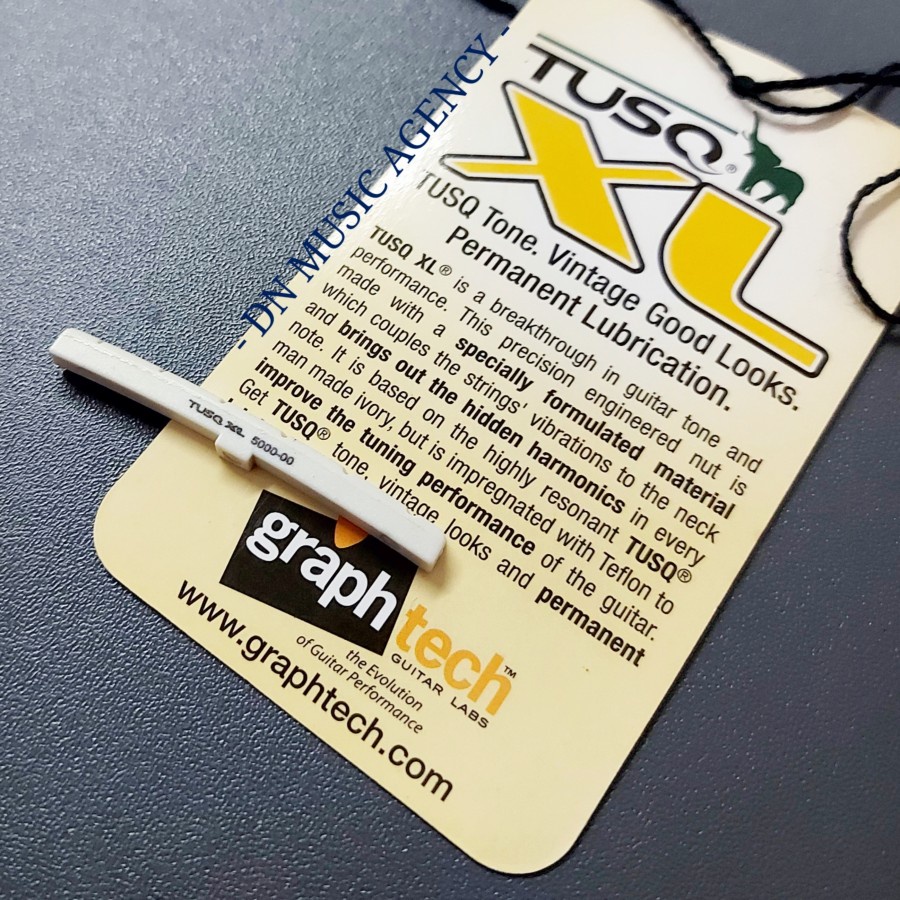 - DN MUSIC AGENCY -
TUSQ®
XL
TUSQ Tone. Vintage Good Looks.
Permanent Lubrication.
TUSQ XL® is a breakthrough in guitar tone and
performance. This precision engineered nut is
made with a specially formulated material
which couples the strings' vibrations to the neck
and brings out the hidden harmonics in every
note. It is based on the highly resonant TUSQ®
man made ivory, but is impregnated with Teflon to
improve the tuning performance of the guitar.
Get TUSQ® tone, vintage looks and permanent
TUSQ XL 5000-00
graph
tech™
GUITAR LABS
the Evolution
of Guitar Performance
www.graphtech.com